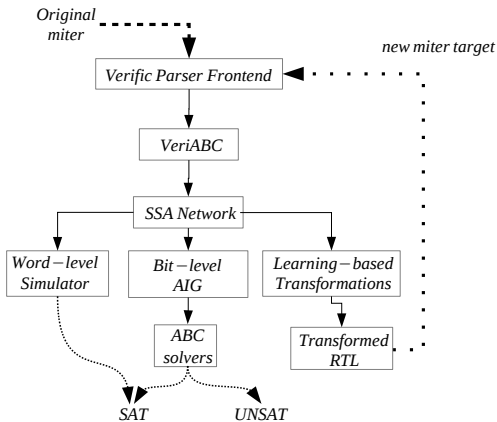 Original
miter
new miter target
Verific Parser Frontend
VeriABC
SSA Network
Word−level
Simulator
Bit−level
AIG
Learning−based
Transformations
ABC
solvers
Transformed
RTL
SAT
UNSAT